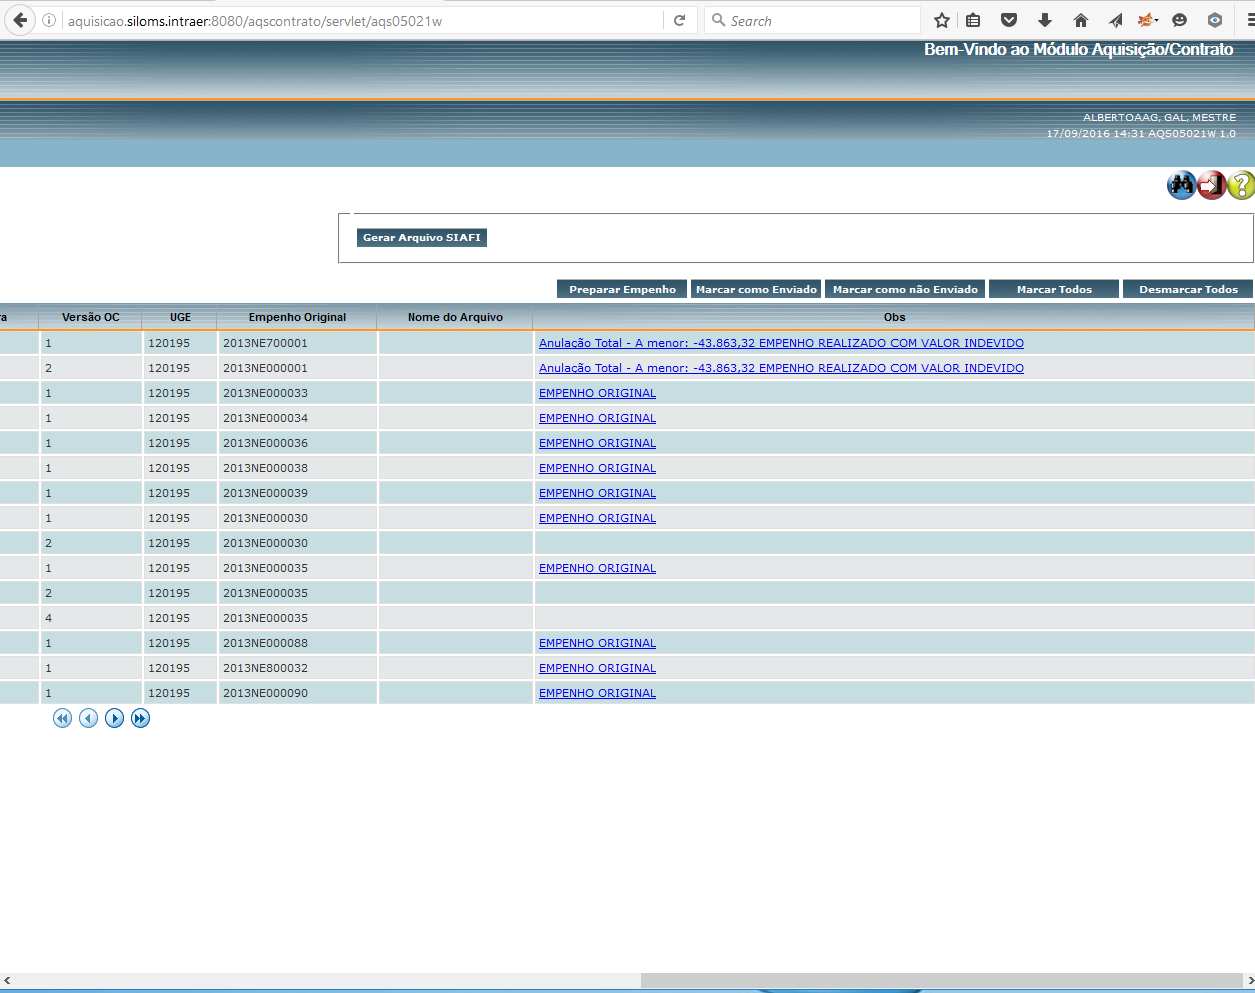 aquisicao.siloms.intraer:8080/aqscontrato/servlet/aqs05021w
Search
Bem-Vindo ao Módulo Aquisição/Contrato
ALBERTOAAG, GAL, MESTRE
17/09/2016 14:31 AQS05021W 1,0
Gerar Arquivo SIAFI
Preparar Empenho Marcar como Enviado Marcar como não Enviado Marcar Todos Desmarcar Todos
ra Versão OC UGE Empenho Original Nome do Arquivo Obs
1 120195 2013NE700001 Anulação Total - A menor: -43.863,32 EMPENHO REALIZADO COM VALOR INDEVIDO
2 120195 2013NE000001 Anulação Total - A menor: -43.863,32 EMPENHO REALIZADO COM VALOR INDEVIDO
1 120195 2013NE000033 EMPENHO ORIGINAL
1 120195 2013NE000034 EMPENHO ORIGINAL
1 120195 2013NE000036 EMPENHO ORIGINAL
1 120195 2013NE000038 EMPENHO ORIGINAL
1 120195 2013NE000039 EMPENHO ORIGINAL
1 120195 2013NE000030 EMPENHO ORIGINAL
2 120195 2013NE000030
1 120195 2013NE000035 EMPENHO ORIGINAL
2 120195 2013NE000035
4 120195 2013NE000035
1 120195 2013NE000088 EMPENHO ORIGINAL
1 120195 2013NE800032 EMPENHO ORIGINAL
1 120195 2013NE000090 EMPENHO ORIGINAL